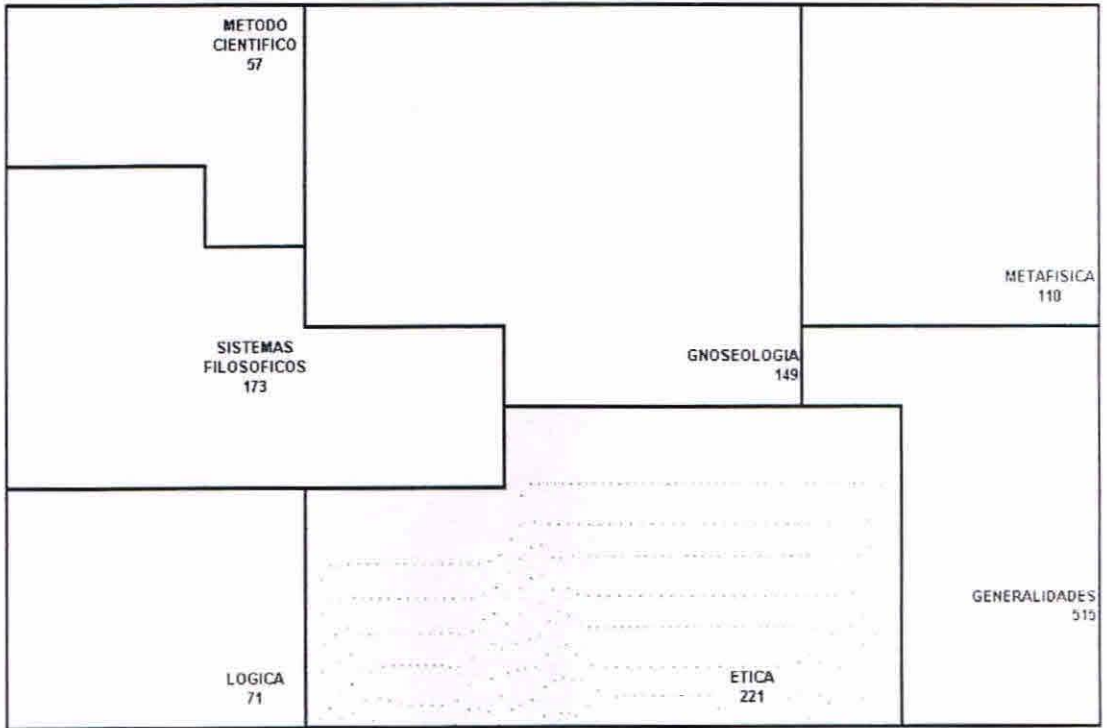 METODO
CIENTIFICO
57
METAFISICA
110
SISTEMAS
FILOSOFICOS
173
GNOSEOLOGIA
149
GENERALIDADES
515
LOGICA
71
ETICA
221